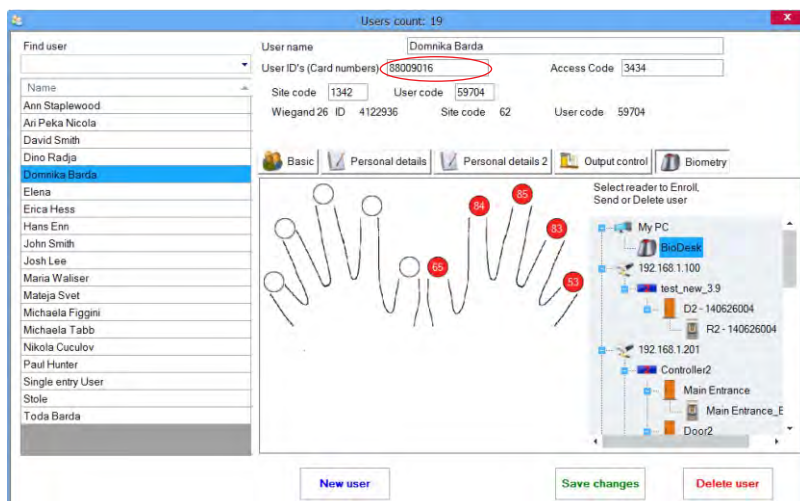 Users count: 19
x
Find user
Name
Ann Staplewood
Ari Peka Nicola
David Smith
Dino Radja
Domnika Barda
Elena
Erica Hess
Hans Enn
John Smith
Josh Lee
Maria Waliser
Mateja Svet
Michaela Figgini
Michaela Tabb
Nikola Cuculov
Paul Hunter
Single entry User
Stole
Toda Barda
User name Domnika Barda
User ID's (Card numbers) 88009016 Access Code 3434
Site code 1342 User code 59704
Wiegand 26 ID 4122936 Site code 62 User code 59704
Basic Personal details Personal details 2 Output control Biometry
84 85 83 65 53
Select reader to Enroll,
Send or Delete user
My PC
BioDesk
192.168.1.100
test_new_3.9
D2 - 140626004
R2 - 140626004
192.168.1.201
Controller2
Main Entrance
Main Entrance_E
Door2
New user Save changes Delete user